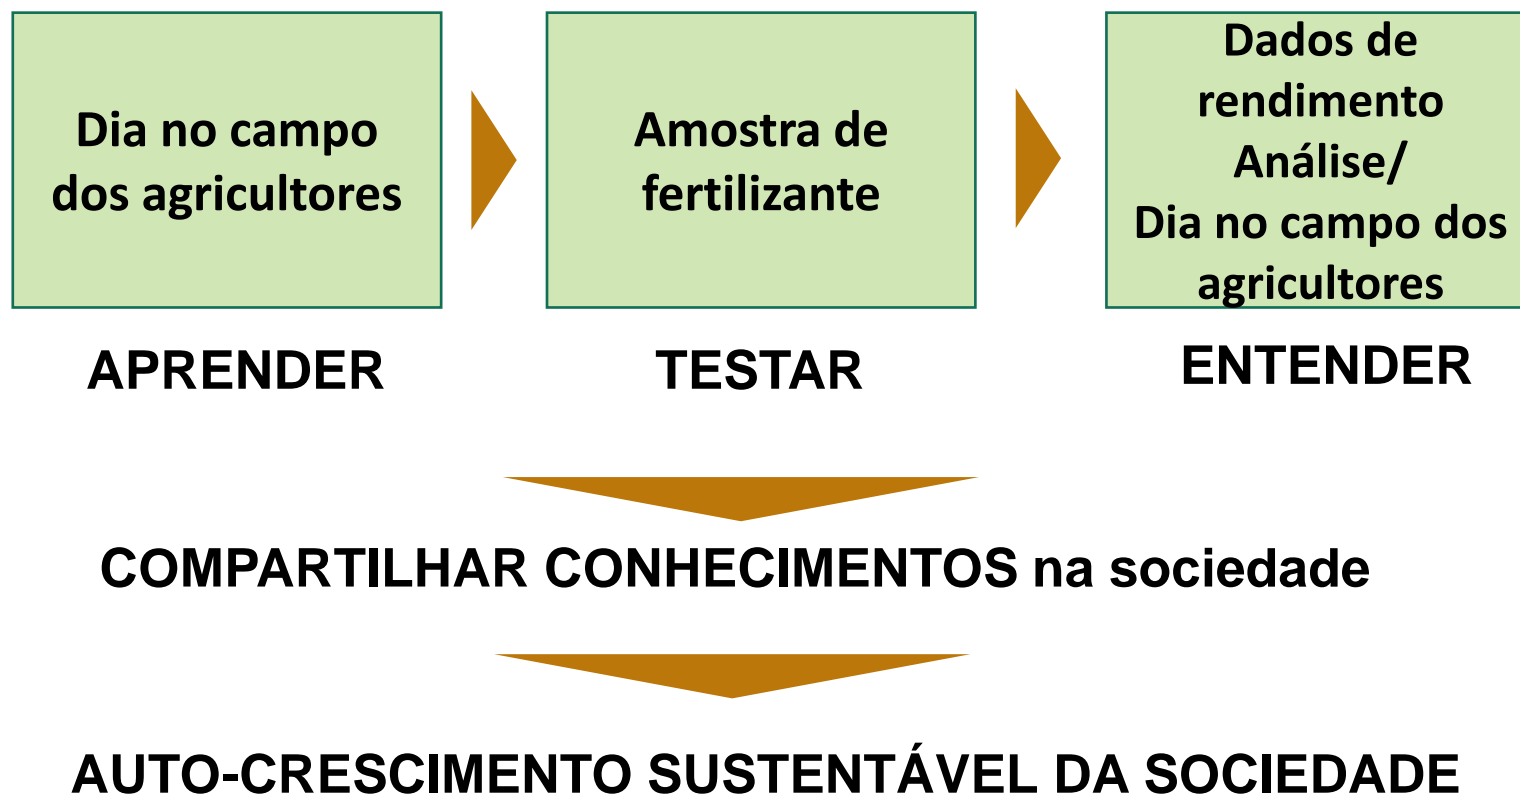 Dia no campo
dos agricultores
Amostra de
fertilizante
Dados de
rendimento
Análise/
Dia no campo dos
agricultores
APRENDER
TESTAR
ENTENDER
COMPARTILHAR CONHECIMENTOS na sociedade
AUTO-CRESCIMENTO SUSTENTÁVEL DA SOCIEDADE